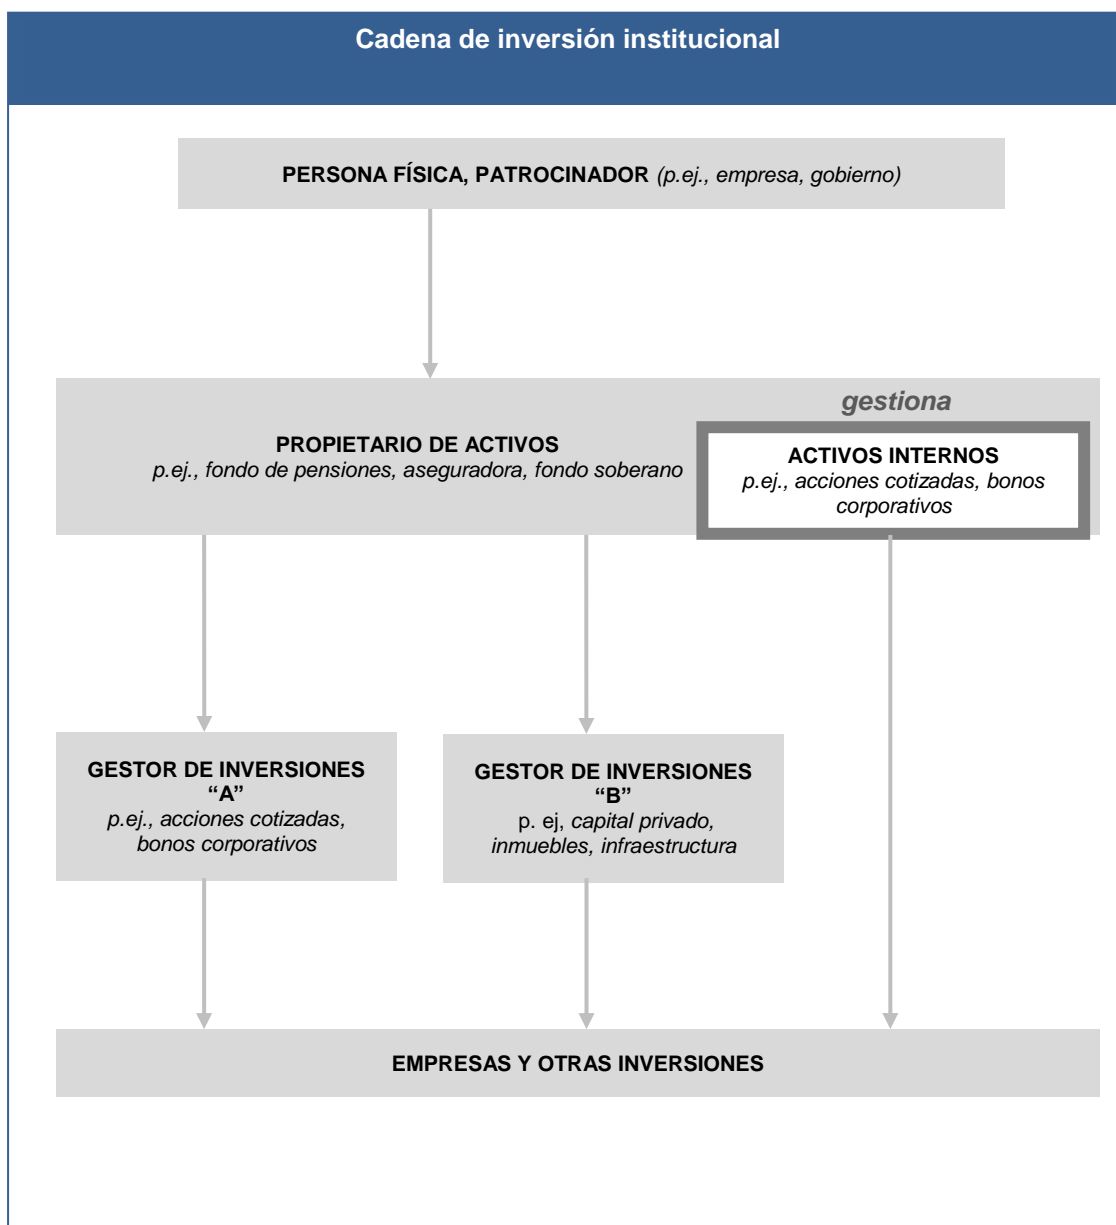 Cadena de inversión institucional
PERSONA FÍSICA, PATROCINADOR (p.ej., empresa, gobierno)
gestiona
PROPIETARIO DE ACTIVOS
p.ej., fondo de pensiones, aseguradora, fondo soberano
ACTIVOS INTERNOS
p.ej., acciones cotizadas, bonos
corporativos
GESTOR DE INVERSIONES
“A”
p.ej., acciones cotizadas,
bonos corporativos
GESTOR DE INVERSIONES
“B”
p. ej, capital privado,
inmuebles, infraestructura
EMPRESAS Y OTRAS INVERSIONES